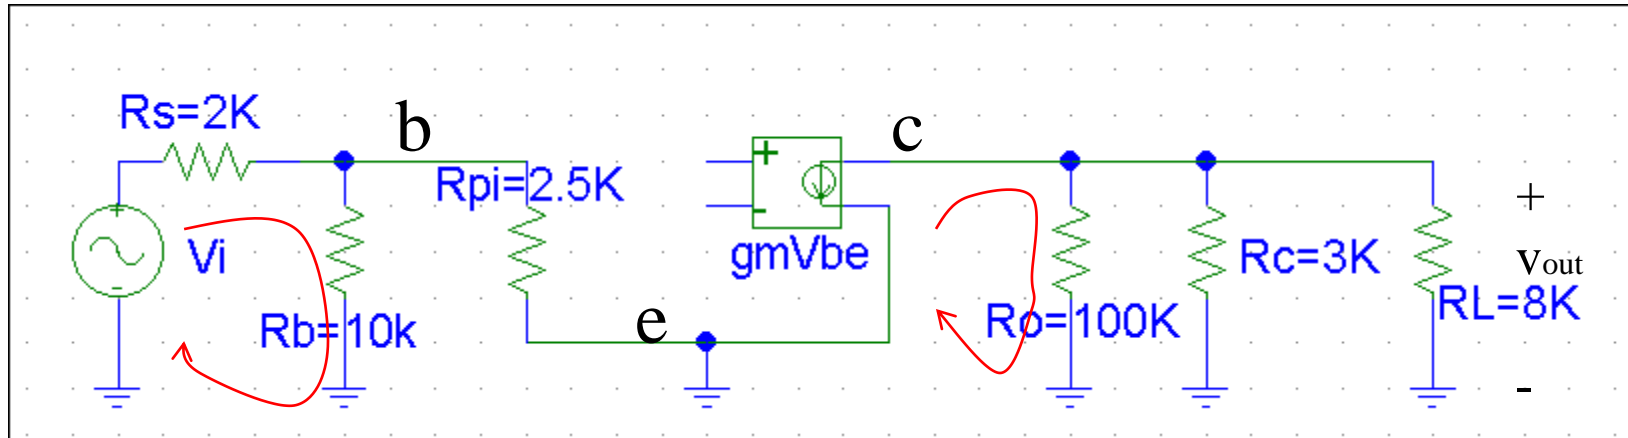 Rs=2K
b
c
Rpi=2.5K
+
-
+
-
Vi
gmVbe
Rc=3K
+
vout
-
Rb=10k
e
Ro=100K
RL=8K